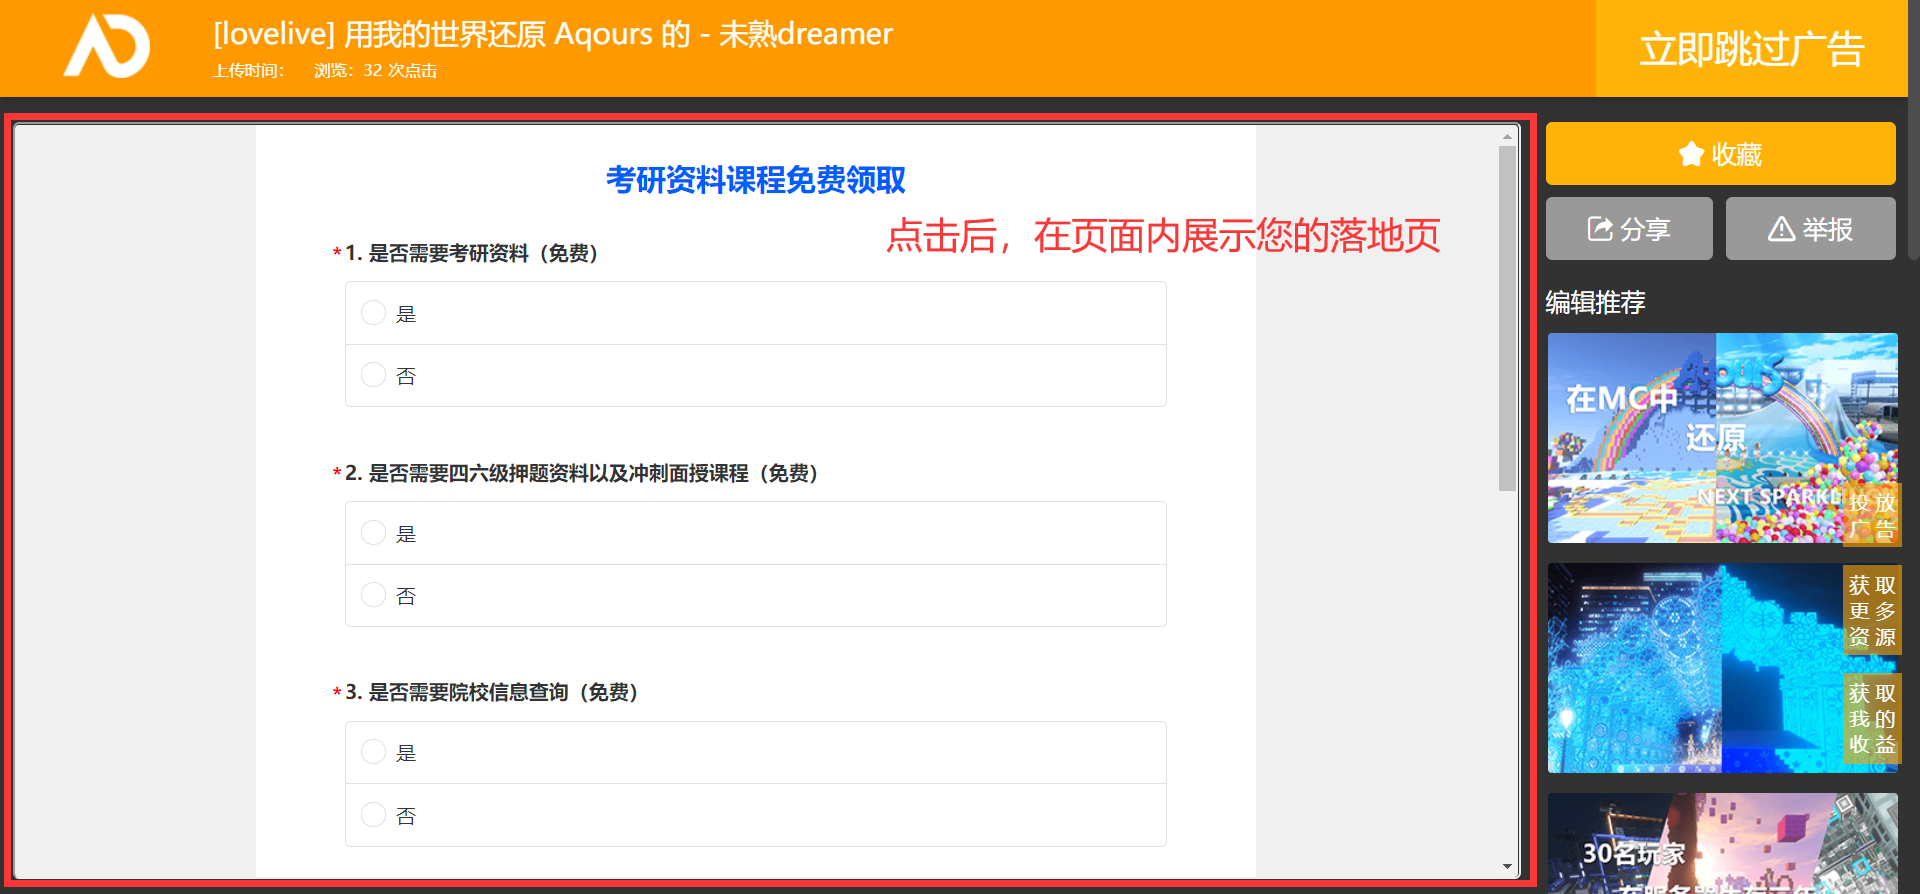 [lovelive] 用我的世界还原 Aqours 的 - 未熟dreamer
上传时间： 浏览：32 次点击
立即跳过广告
考研资料课程免费领取
点击后，在页面内展示您的落地页
*1. 是否需要考研资料（免费）
是
否
*2. 是否需要四六级押题资料以及冲刺面授课程（免费）
是
否
*3. 是否需要院校信息查询（免费）
是
否
收藏
分享
举报
编辑推荐
AQOURS
在MC中
还原
NEXT SPARKL
投放
广告
获取
更多
资源
获取
我的
收益
30名玩家